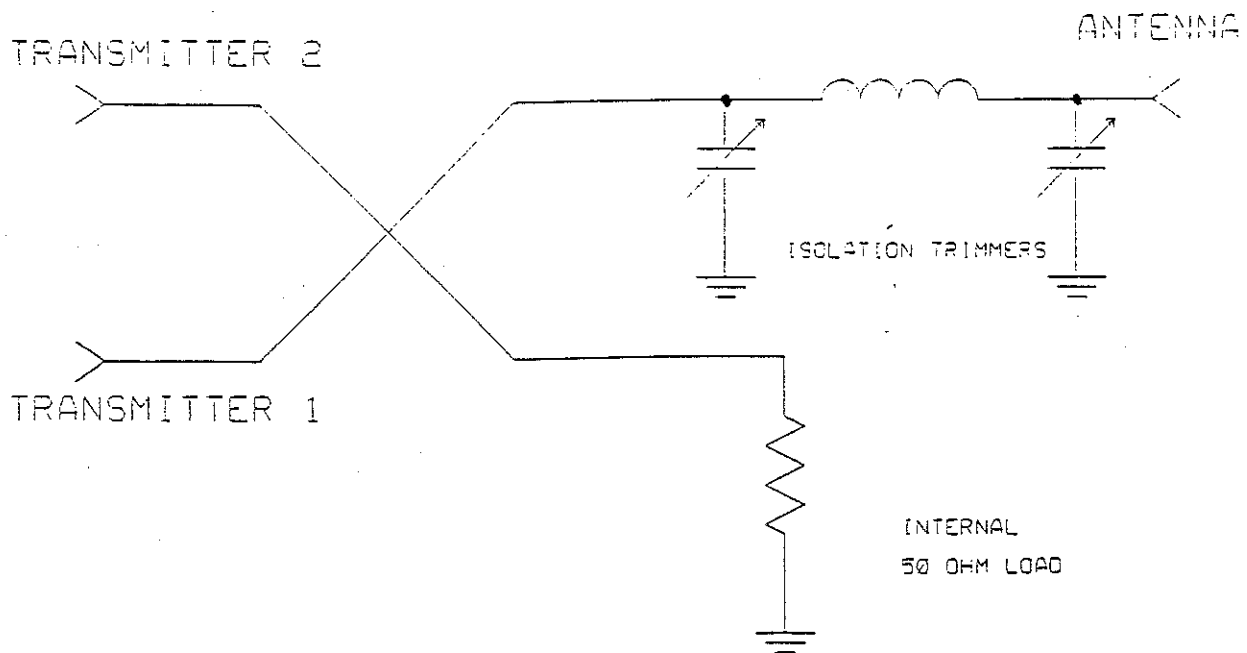 ANTENNA
TRANSMITTER 2
ISOLATION TRIMMERS
TRANSMITTER 1
INTERNAL
50 OHM LOAD